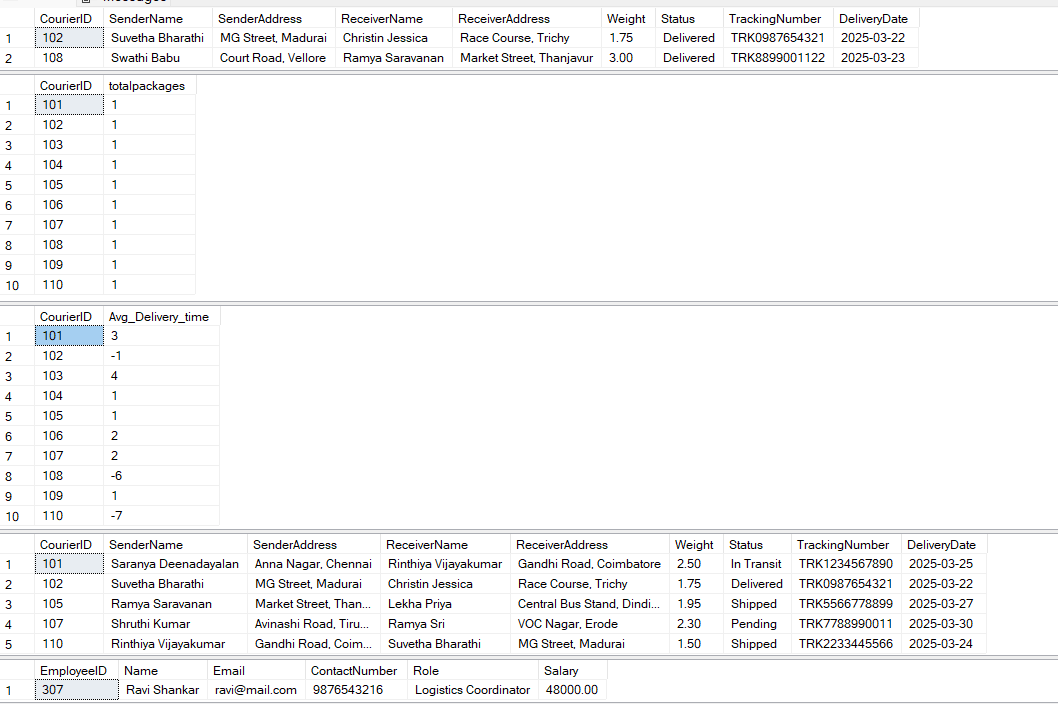 Messages
CourierID SenderName SenderAddress ReceiverName ReceiverAddress Weight Status TrackingNumber DeliveryDate
1 102 Suvetha Bharathi MG Street, Madurai Christin Jessica Race Course, Trichy 1.75 Delivered TRK0987654321 2025-03-22
2 108 Swathi Babu Court Road, Vellore Ramya Saravanan Market Street, Thanjavur 3.00 Delivered TRK8899001122 2025-03-23
CourierID totalpackages
1 101 1
2 102 1
3 103 1
4 104 1
5 105 1
6 106 1
7 107 1
8 108 1
9 109 1
10 110 1
CourierID Avg_Delivery_time
1 101 3
2 102 -1
3 103 4
4 104 1
5 105 1
6 106 2
7 107 2
8 108 -6
9 109 1
10 110 -7
CourierID SenderName SenderAddress ReceiverName ReceiverAddress Weight Status TrackingNumber DeliveryDate
1 101 Saranya Deenadayalan Anna Nagar, Chennai Rinthiya Vijayakumar Gandhi Road, Coimbatore 2.50 In Transit TRK1234567890 2025-03-25
2 102 Suvetha Bharathi MG Street, Madurai Christin Jessica Race Course, Trichy 1.75 Delivered TRK0987654321 2025-03-22
3 105 Ramya Saravanan Market Street, Than... Lekha Priya Central Bus Stand, Dindi... 1.95 Shipped TRK5566778899 2025-03-27
4 107 Shruthi Kumar Avinashi Road, Tiru... Ramya Sri VOC Nagar, Erode 2.30 Pending TRK7788990011 2025-03-30
5 110 Rinthiya Vijayakumar Gandhi Road, Coim... Suvetha Bharathi MG Street, Madurai 1.50 Shipped TRK2233445566 2025-03-24
EmployeeID Name Email ContactNumber Role Salary
1 307 Ravi Shankar ravi@mail.com 9876543216 Logistics Coordinator 48000.00